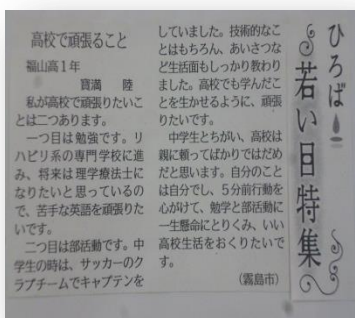 ひろば
若い目特集
高校で頑張ること
福山高1年
寳満　陸
私が高校で頑張りたいこ
とは二つあります。
一つ目は勉強です。リ
ハビリ系の専門学校に進
み、将来は理学療法士に
なりたいと思っているの
で、苦手な英語を頑張りた
いです。
二つ目は部活動です。中
学生の時は、サッカーのク
ラブチームでキャプテンを
していました。技術的なこ
とはもちろん、あいさつな
ど生活面もしっかり教わり
ました。高校でも学んだこ
とを生かせるように、頑張
りたいです。
中学生とちがい、高校は
親に頼ってばかりではだめ
だと思います。自分のこと
は自分でし、5分前行動を
心がけて、勉学と部活動に
一生懸命にとりくみ、いい
高校生活をおくりたいで
す。
（霧島市）